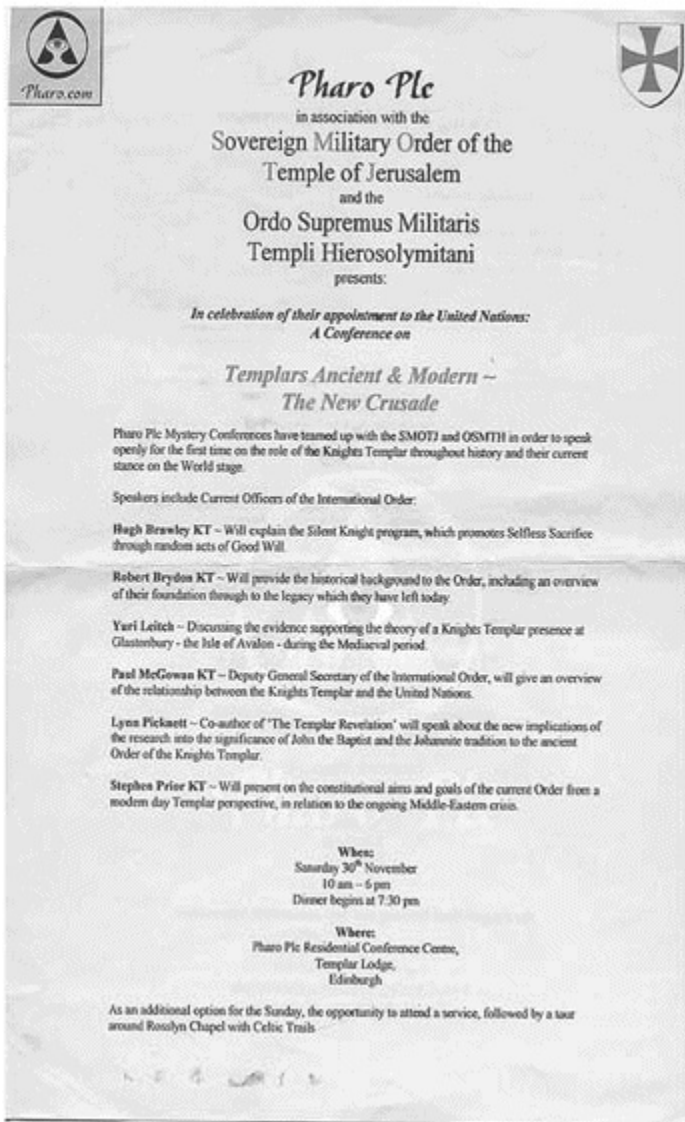 Pharo.com
Pharo Plc
in association with the
Sovereign Military Order of the
Temple of Jerusalem
and the
Ordo Supremus Militaris
Templi Hierosolymitani
presents:
In celebration of their appointment to the United Nations:
A Conference on
Templars Ancient & Modern ~
The New Crusade
Pharo Plc Mystery Conferences have teamed up with the SMOTJ and OSMTH in order to speak
openly for the first time on the role of the Knights Templar throughout history and their current
stance on the World stage.
Speakers include Current Officers of the International Order:
Hugh Brawley KT ~ Will explain the Silent Knight program, which promotes Selfless Sacrifice
through random acts of Good Will.
Robert Brydon KT ~ Will provide the historical background to the Order, including an overview
of their foundation through to the legacy which they have left today.
Yuri Leitch ~ Discussing the evidence supporting the theory of a Knights Templar presence at
Glastonbury - the Isle of Avalon - during the Mediaeval period.
Paul McGowan KT ~ Deputy General Secretary of the International Order, will give an overview
of the relationship between the Knights Templar and the United Nations.
Lynn Picknett ~ Co-author of 'The Templar Revelation' will speak about the new implications of
the research into the significance of John the Baptist and the Johannite tradition to the ancient
Order of the Knights Templar.
Stephen Prior KT ~ Will present on the constitutional aims and goals of the current Order from a
modern day Templar perspective, in relation to the ongoing Middle-Eastern crisis.
When:
Saturday 30th November
10 am – 6 pm
Dinner begins at 7:30 pm
Where:
Pharo Plc Residential Conference Centre,
Templar Lodge,
Edinburgh
As an additional option for the Sunday, the opportunity to attend a service, followed by a tour
around Rosslyn Chapel with Celtic Trails